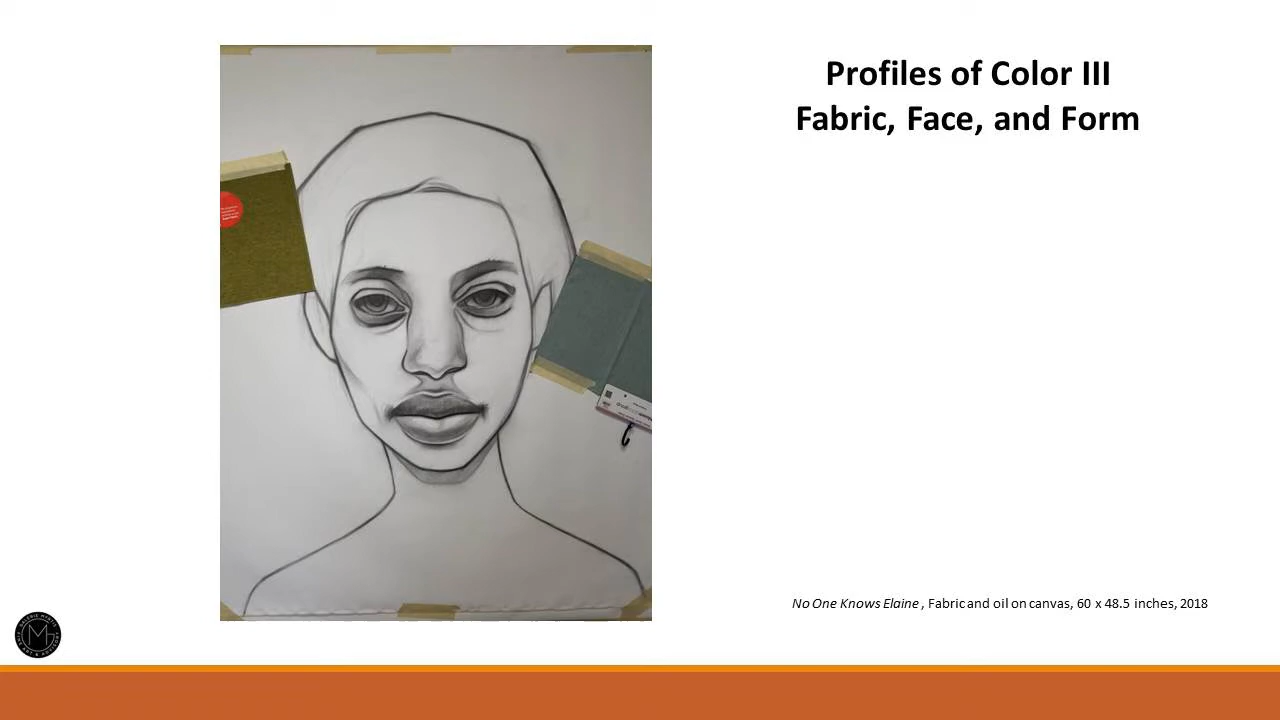 Profiles of Color III
Fabric, Face, and Form
No One Knows Elaine , Fabric and oil on canvas, 60 x 48.5 inches, 2018